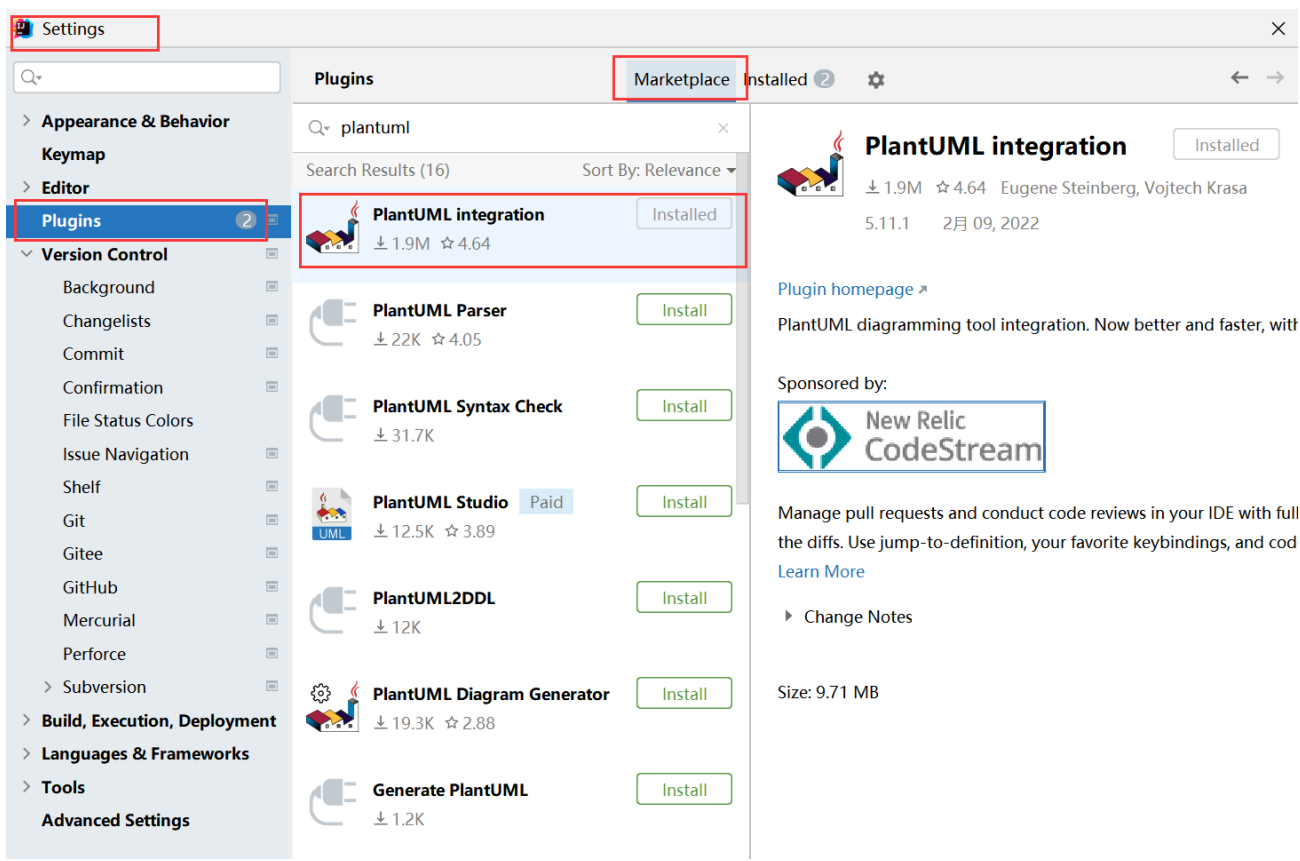 Settings
Appearance & Behavior
Keymap
Editor
Plugins 2
Version Control
Background
Changelists
Commit
Confirmation
File Status Colors
Issue Navigation
Shelf
Git
Gitee
GitHub
Mercurial
Perforce
Subversion
Build, Execution, Deployment
Languages & Frameworks
Tools
Advanced Settings
Plugins Marketplace Installed 2
plantuml
Search Results (16) Sort By: Relevance
PlantUML integration Installed
1.9M 4.64
PlantUML Parser Install
22K 4.05
PlantUML Syntax Check Install
31.7K
PlantUML Studio Paid Install
UML
12.5K 3.89
PlantUML2DDL Install
12K
PlantUML Diagram Generator Install
19.3K 2.88
Generate PlantUML Install
1.2K
PlantUML integration Installed
1.9M 4.64 Eugene Steinberg, Vojtech Krasa
5.11.1 2月 09, 2022
Plugin homepage
PlantUML diagramming tool integration. Now better and faster, with
Sponsored by:
New Relic
CodeStream
Manage pull requests and conduct code reviews in your IDE with full
the diffs. Use jump-to-definition, your favorite keybindings, and cod
Learn More
Change Notes
Size: 9.71 MB